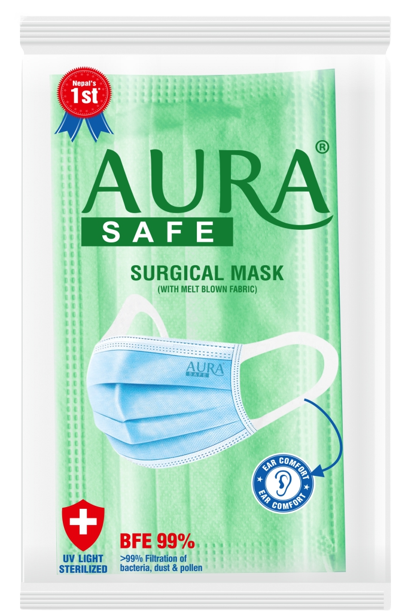 Nepal's
1st
AURA®
SAFE
SURGICAL MASK
(WITH MELT BLOWN FABRIC)
AURA
SAFE
EAR COMFORT
EAR COMFORT
UV LIGHT
STERILIZED
BFE 99%
>99% Filtration of
bacteria, dust & pollen